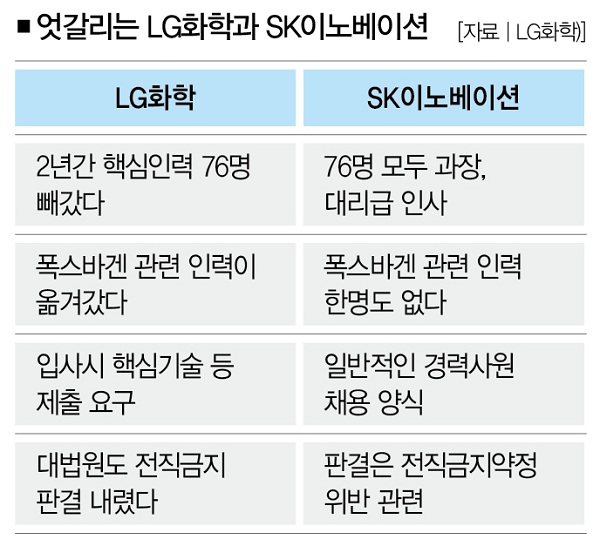 ■ 엇갈리는 LG화학과 SK이노베이션 [자료 | LG화학)]
LG화학
SK이노베이션
2년간 핵심인력 76명
빼갔다
76명 모두 과장,
대리급 인사
폭스바겐 관련 인력이
옮겨갔다
폭스바겐 관련 인력
한명도 없다
입사시 핵심기술 등
제출 요구
일반적인 경력사원
채용 양식
대법원도 전직금지
판결 내렸다
판결은 전직금지약정
위반 관련